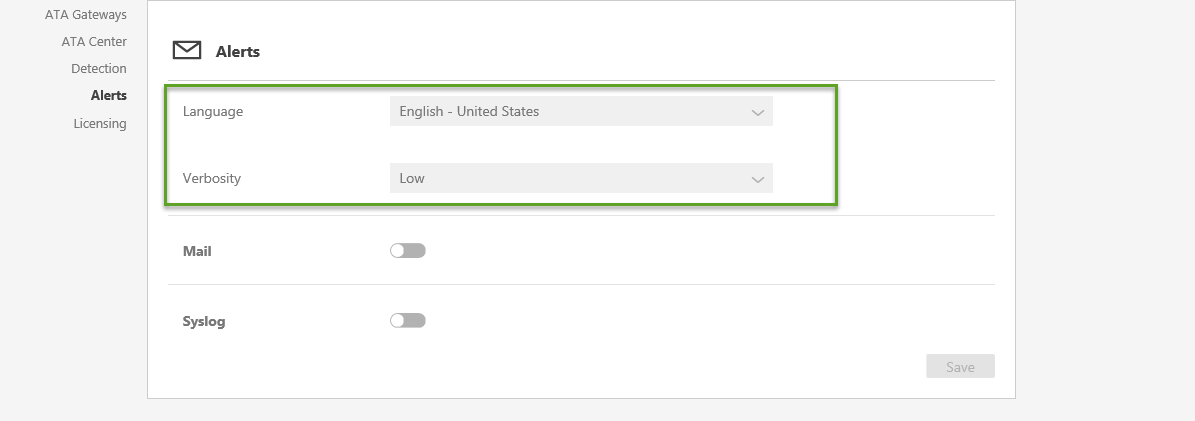 ATA Gateways
ATA Center
Detection
Alerts
Licensing
Alerts
Language English - United States
Verbosity Low
Mail
Syslog
Save